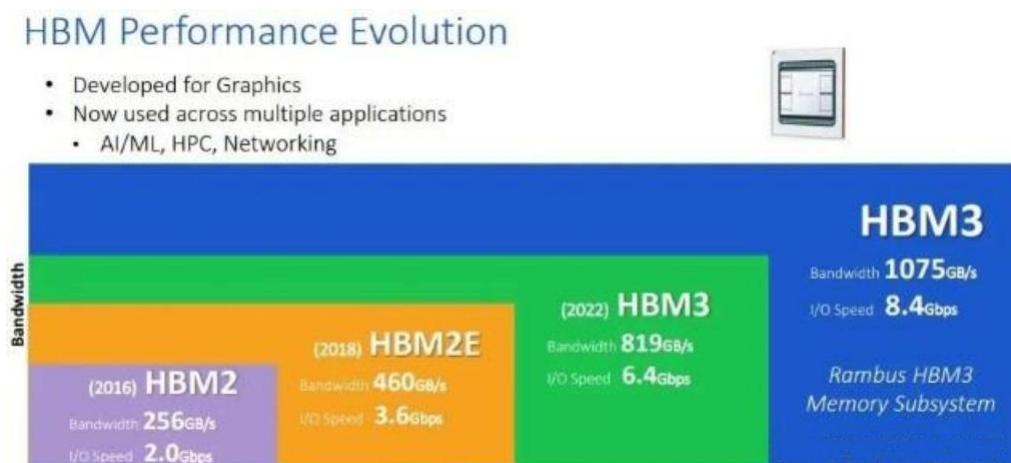 HBM Performance Evolution
• Developed for Graphics
• Now used across multiple applications
• AI/ML, HPC, Networking
Bandwidth
(2016) HBM2
Bandwidth 256GB/s
I/O Speed 2.0Gbps
(2018) HBM2E
Bandwidth 460GB/s
I/O Speed 3.6Gbps
(2022) HBM3
Bandwidth 819GB/s
I/O Speed 6.4Gbps
HBM3
Bandwidth 1075GB/s
I/O Speed 8.4Gbps
Rambus HBM3
Memory Subsystem